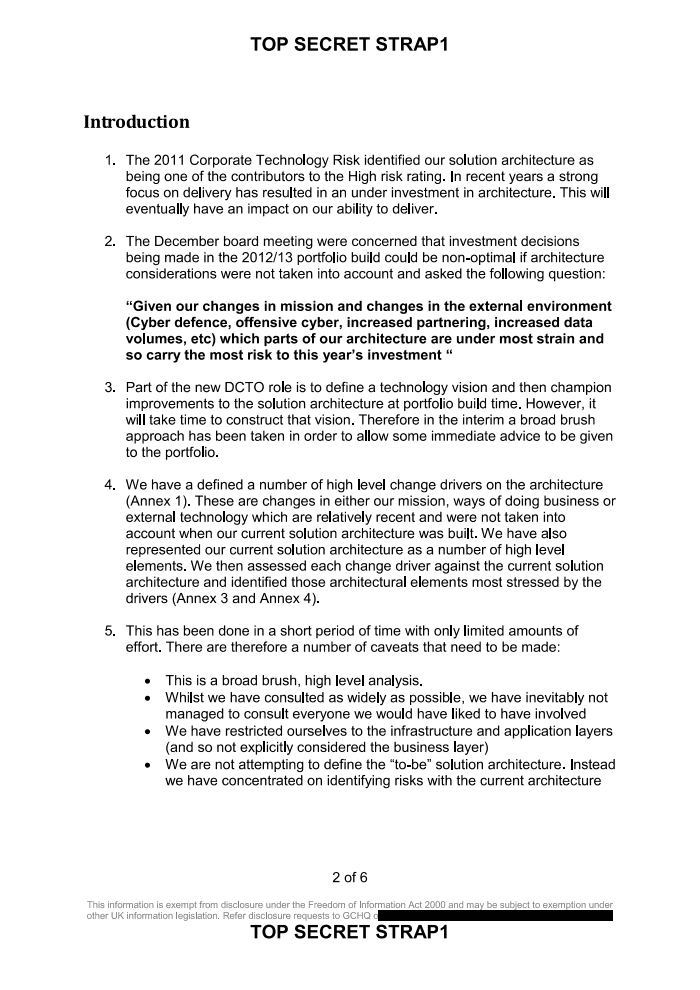 TOP SECRET STRAP1
Introduction
1. The 2011 Corporate Technology Risk identified our solution architecture as
being one of the contributors to the High risk rating. In recent years a strong
focus on delivery has resulted in an under investment in architecture. This will
eventually have an impact on our ability to deliver.
2. The December board meeting were concerned that investment decisions
being made in the 2012/13 portfolio build could be non-optimal if architecture
considerations were not taken into account and asked the following question:
“Given our changes in mission and changes in the external environment
(Cyber defence, offensive cyber, increased partnering, increased data
volumes, etc) which parts of our architecture are under most strain and
so carry the most risk to this year’s investment “
3. Part of the new DCTO role is to define a technology vision and then champion
improvements to the solution architecture at portfolio build time. However, it
will take time to construct that vision. Therefore in the interim a broad brush
approach has been taken in order to allow some immediate advice to be given
to the portfolio.
4. We have a defined a number of high level change drivers on the architecture
(Annex 1). These are changes in either our mission, ways of doing business or
external technology which are relatively recent and were not taken into
account when our current solution architecture was built. We have also
represented our current solution architecture as a number of high level
elements. We then assessed each change driver against the current solution
architecture and identified those architectural elements most stressed by the
drivers (Annex 3 and Annex 4).
5. This has been done in a short period of time with only limited amounts of
effort. There are therefore a number of caveats that need to be made:
• This is a broad brush, high level analysis.
• Whilst we have consulted as widely as possible, we have inevitably not
managed to consult everyone we would have liked to have involved
• We have restricted ourselves to the infrastructure and application layers
(and so not explicitly considered the business layer)
• We are not attempting to define the “to-be” solution architecture. Instead
we have concentrated on identifying risks with the current architecture
2 of 6
This information is exempt from disclosure under the Freedom of Information Act 2000 and may be subject to exemption under
other UK information legislation. Refer disclosure requests to GCHQ o
TOP SECRET STRAP1